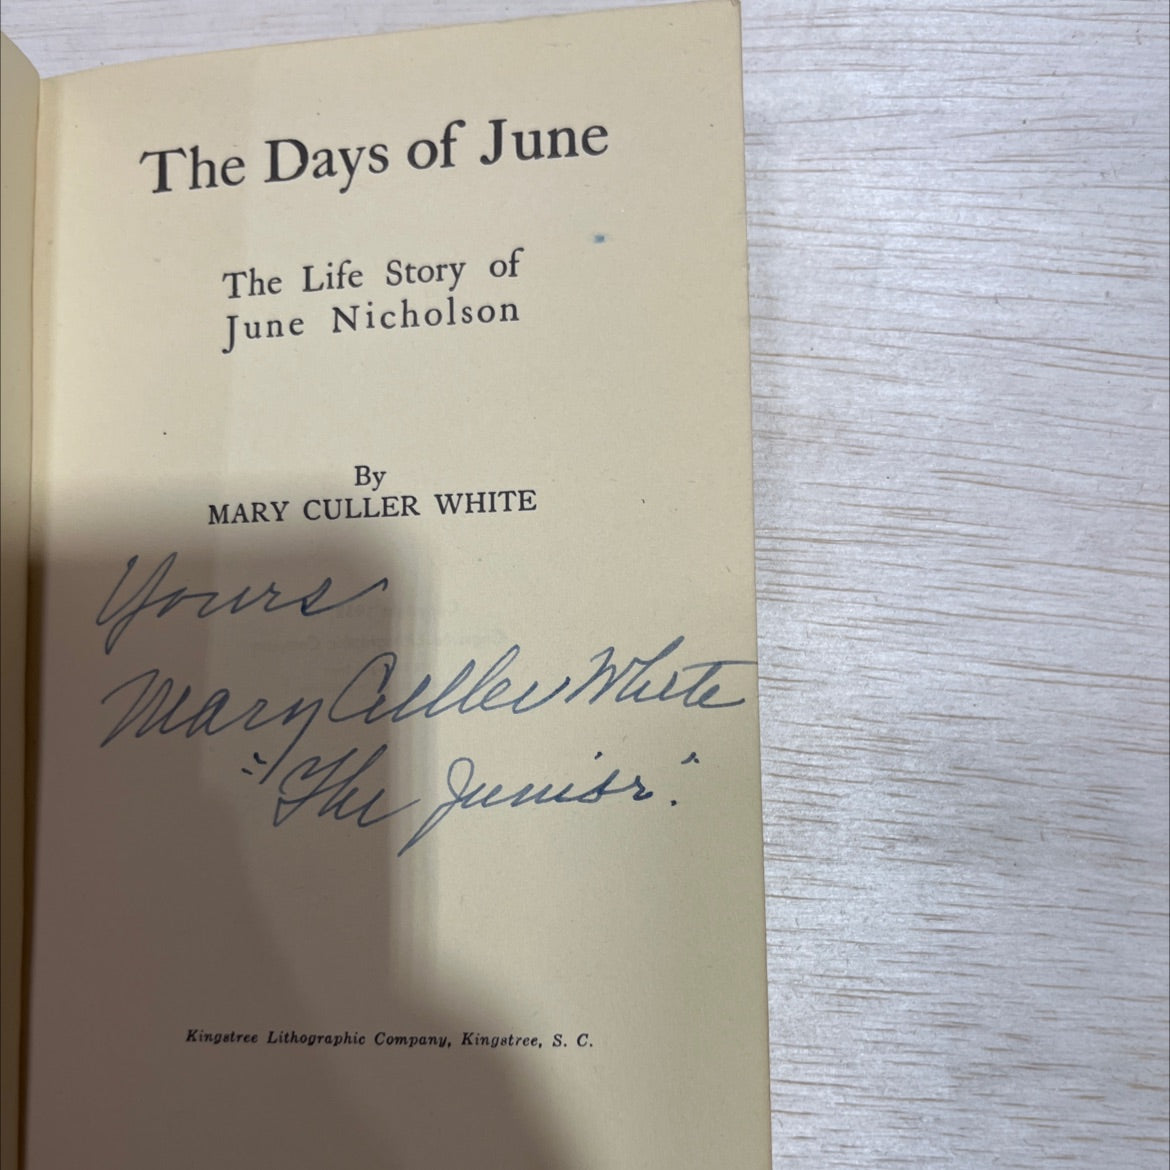 The Days of June
The Life Story of
June Nicholson
By
MARY CULLER WHITE
Yours
Mary Culler White
"The Junior."
Kingstree Lithographic Company, Kingstree, S. C.